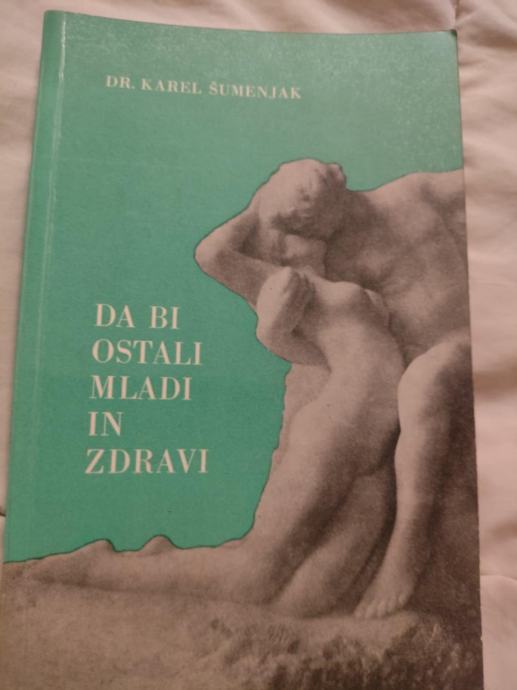 DR. KAREL ŠUMENJAK
DA BI
OSTALI
MLADI
IN
ZDRAVI